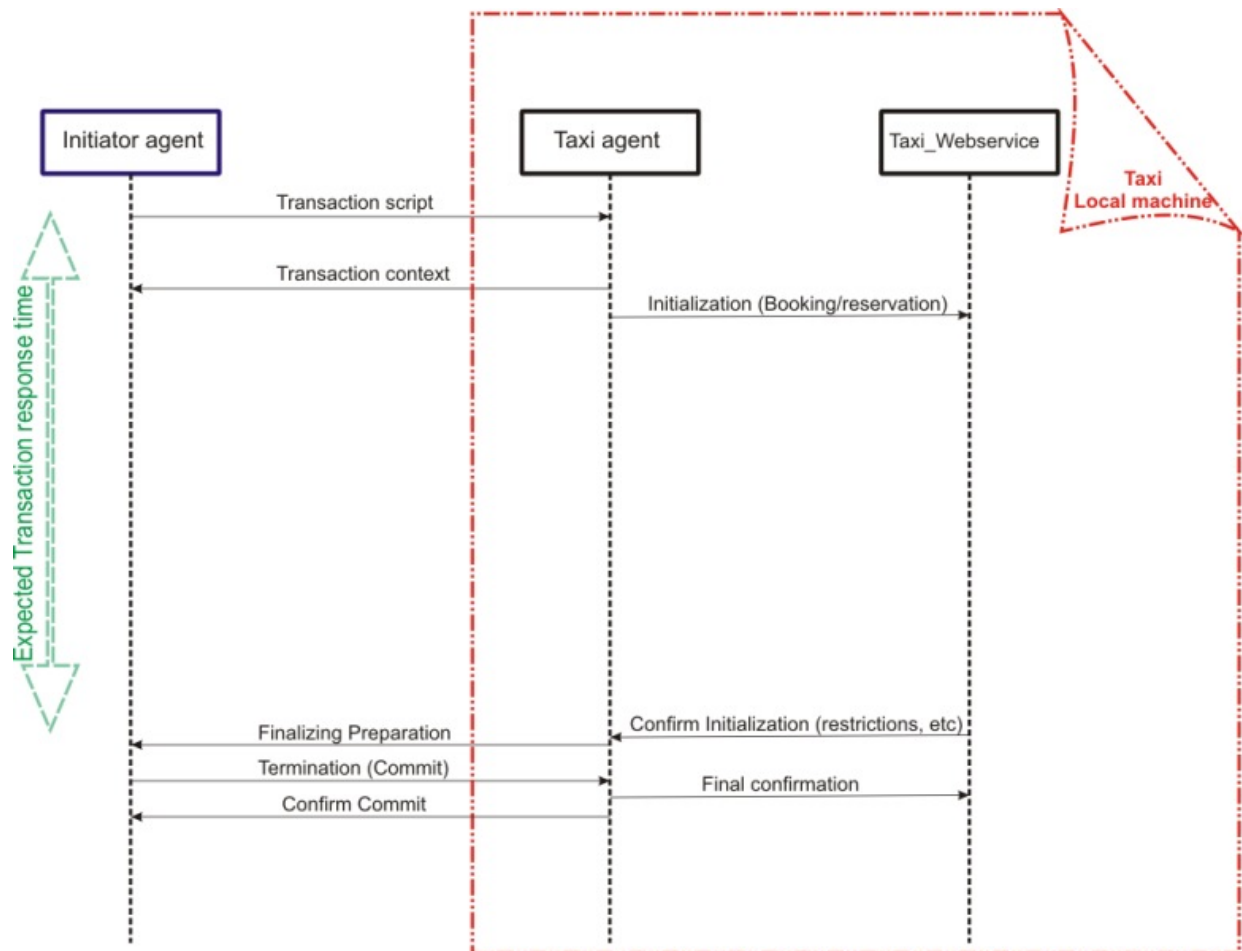 Initiator agent
Taxi agent
Taxi_Webservice
Taxi
Local machine
Transaction script
Transaction context
Initialization (Booking/reservation)
Expected Transaction response time
Confirm Initialization (restrictions, etc)
Finalizing Preparation
Termination (Commit)
Final confirmation
Confirm Commit